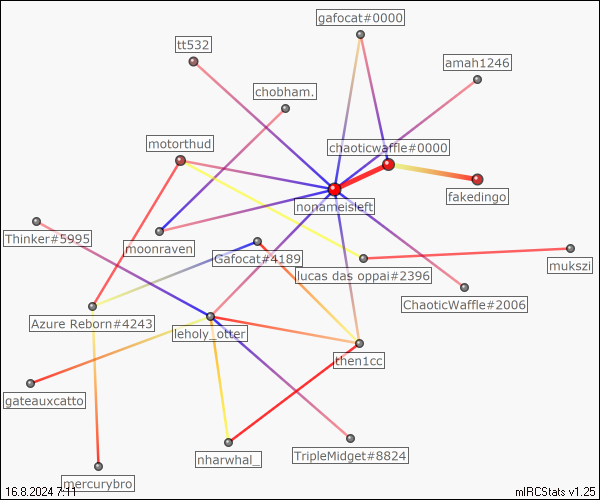 gafocat#0000
tt532
amah1246
chobham.
motorthud
chaoticwaffle#0000
fakedingo
nonameisleft
Thinker#5995
moonraven
Gafocat#4189
lucas das oppai#2396
mukszi
ChaoticWaffle#2006
Azure Reborn#4243
leholy_otter
then1cc
gateauxcatto
nharwhal_
TripleMidget#8824
mercurybro
16.8.2024 7:11
mIRCStats v1.25